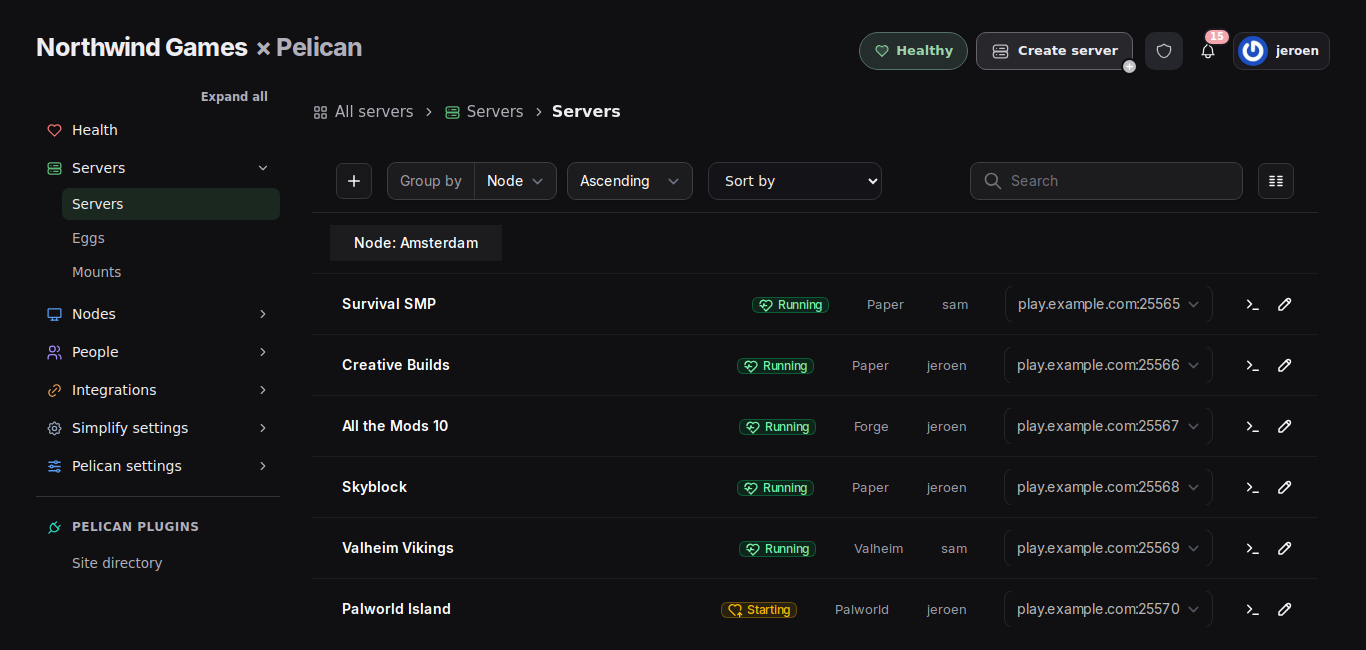 Northwind Games × Pelican
Healthy
Create server
15
jeroen
Expand all
Health
Servers
Servers
Eggs
Mounts
Nodes
People
Integrations
Simplify settings
Pelican settings
PELICAN PLUGINS
Site directory
All servers > Servers > Servers
Group by Node Ascending Sort by Search
Node: Amsterdam
Survival SMP Running Paper sam play.example.com:25565
Creative Builds Running Paper jeroen play.example.com:25566
All the Mods 10 Running Forge jeroen play.example.com:25567
Skyblock Running Paper jeroen play.example.com:25568
Valheim Vikings Running Valheim sam play.example.com:25569
Palworld Island Starting Palworld jeroen play.example.com:25570